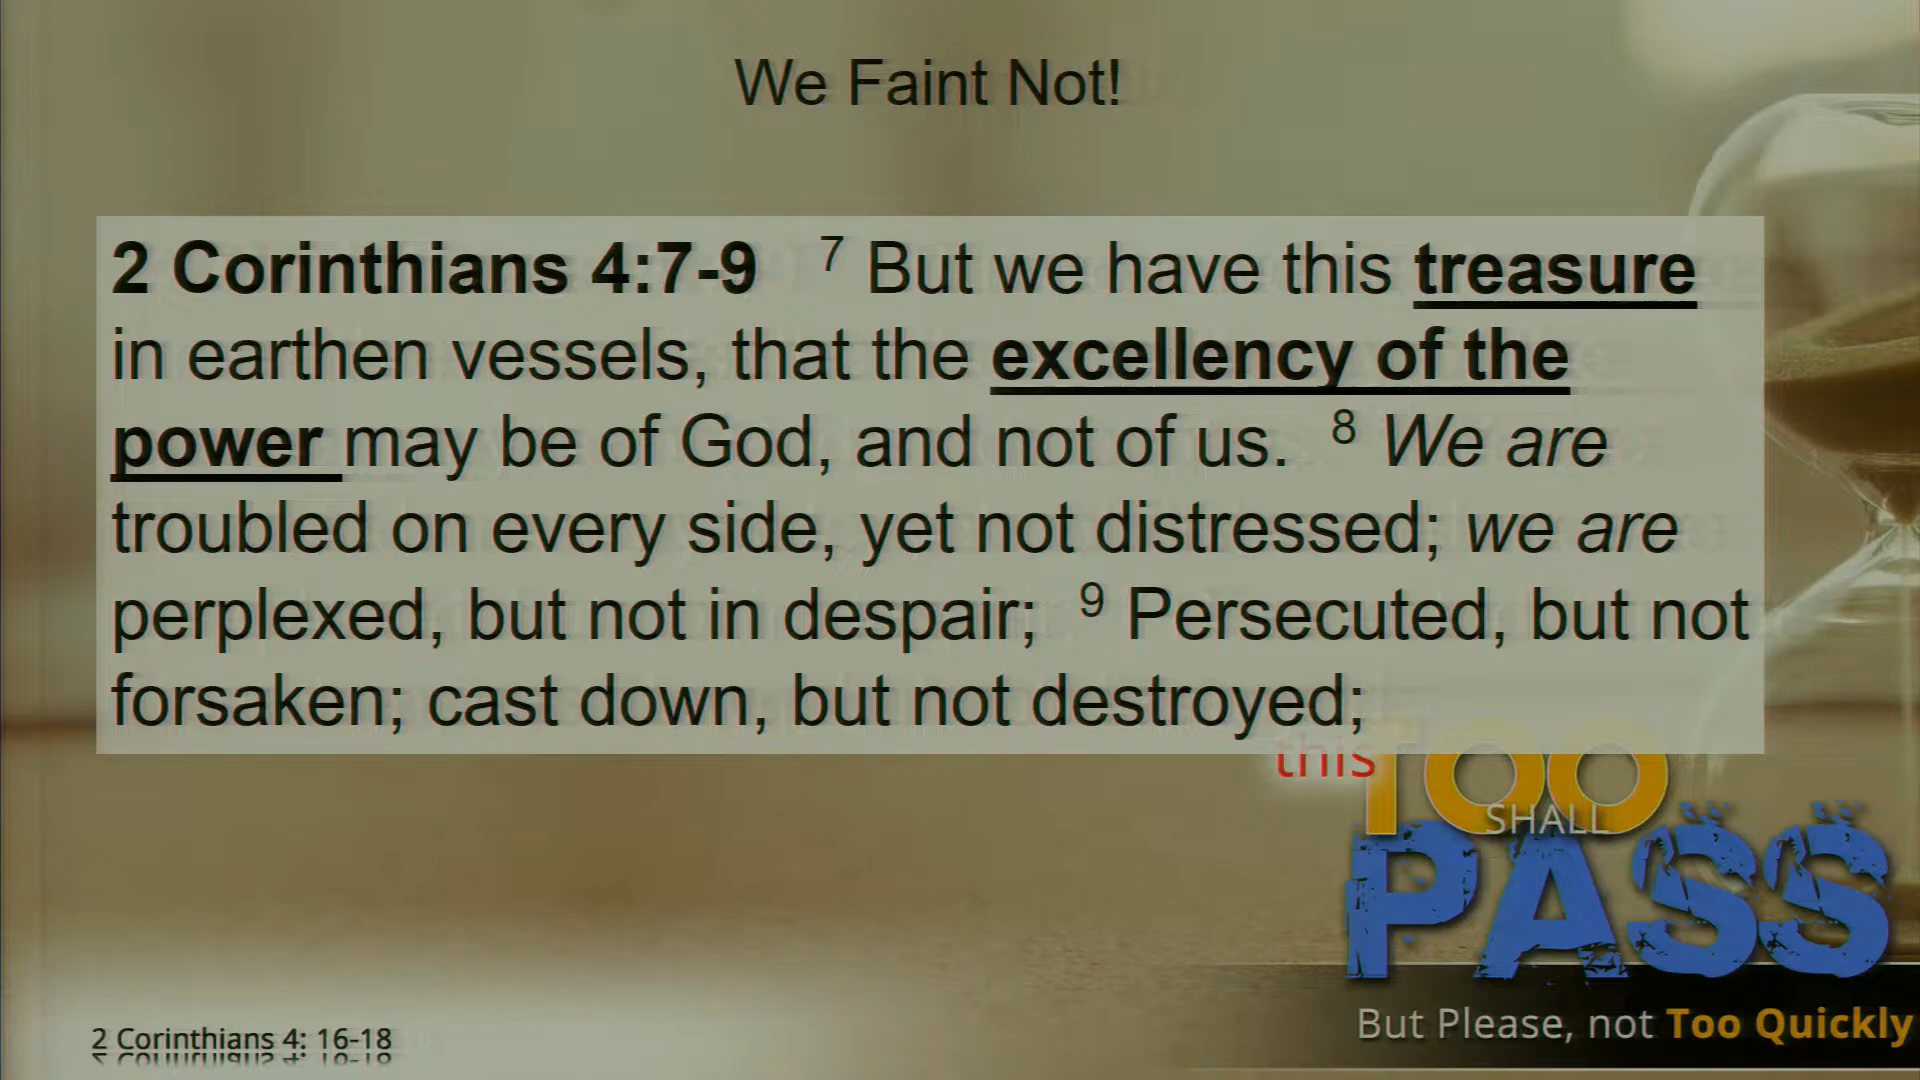 We Faint Not!
2 Corinthians 4:7-9 7 But we have this treasure
in earthen vessels, that the excellency of the
power may be of God, and not of us. 8 We are
troubled on every side, yet not distressed; we are
perplexed, but not in despair; 9 Persecuted, but not
forsaken; cast down, but not destroyed;
this TOO
SHALL
PASS
But Please, not Too Quickly
2 Corinthians 4: 16-18